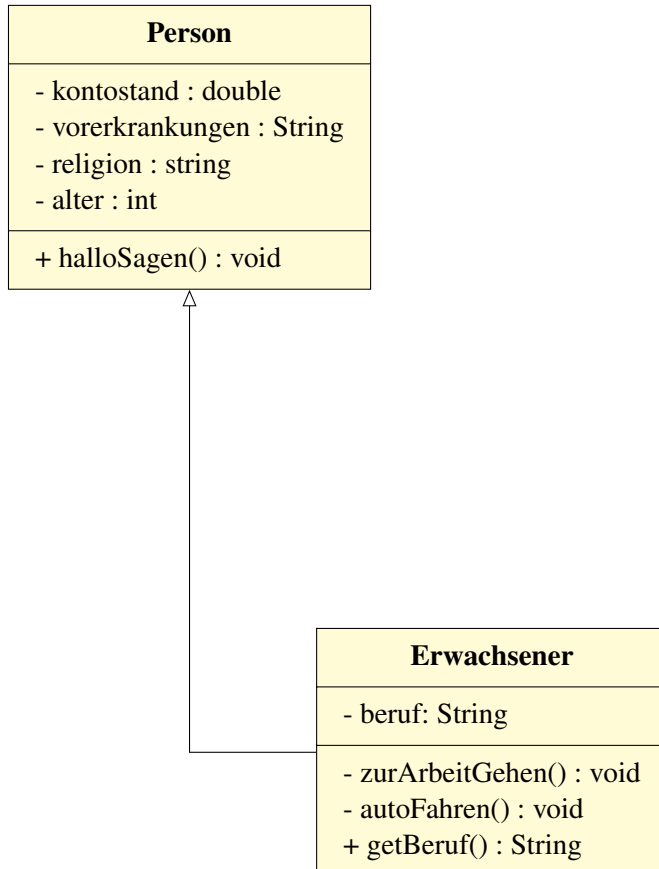 Person
- kontostand : double
- vorerkrankungen : String
- religion : string
- alter : int
+ halloSagen() : void
Erwachsener
- beruf: String
- zurArbeitGehen() : void
- autoFahren() : void
+ getBeruf() : String